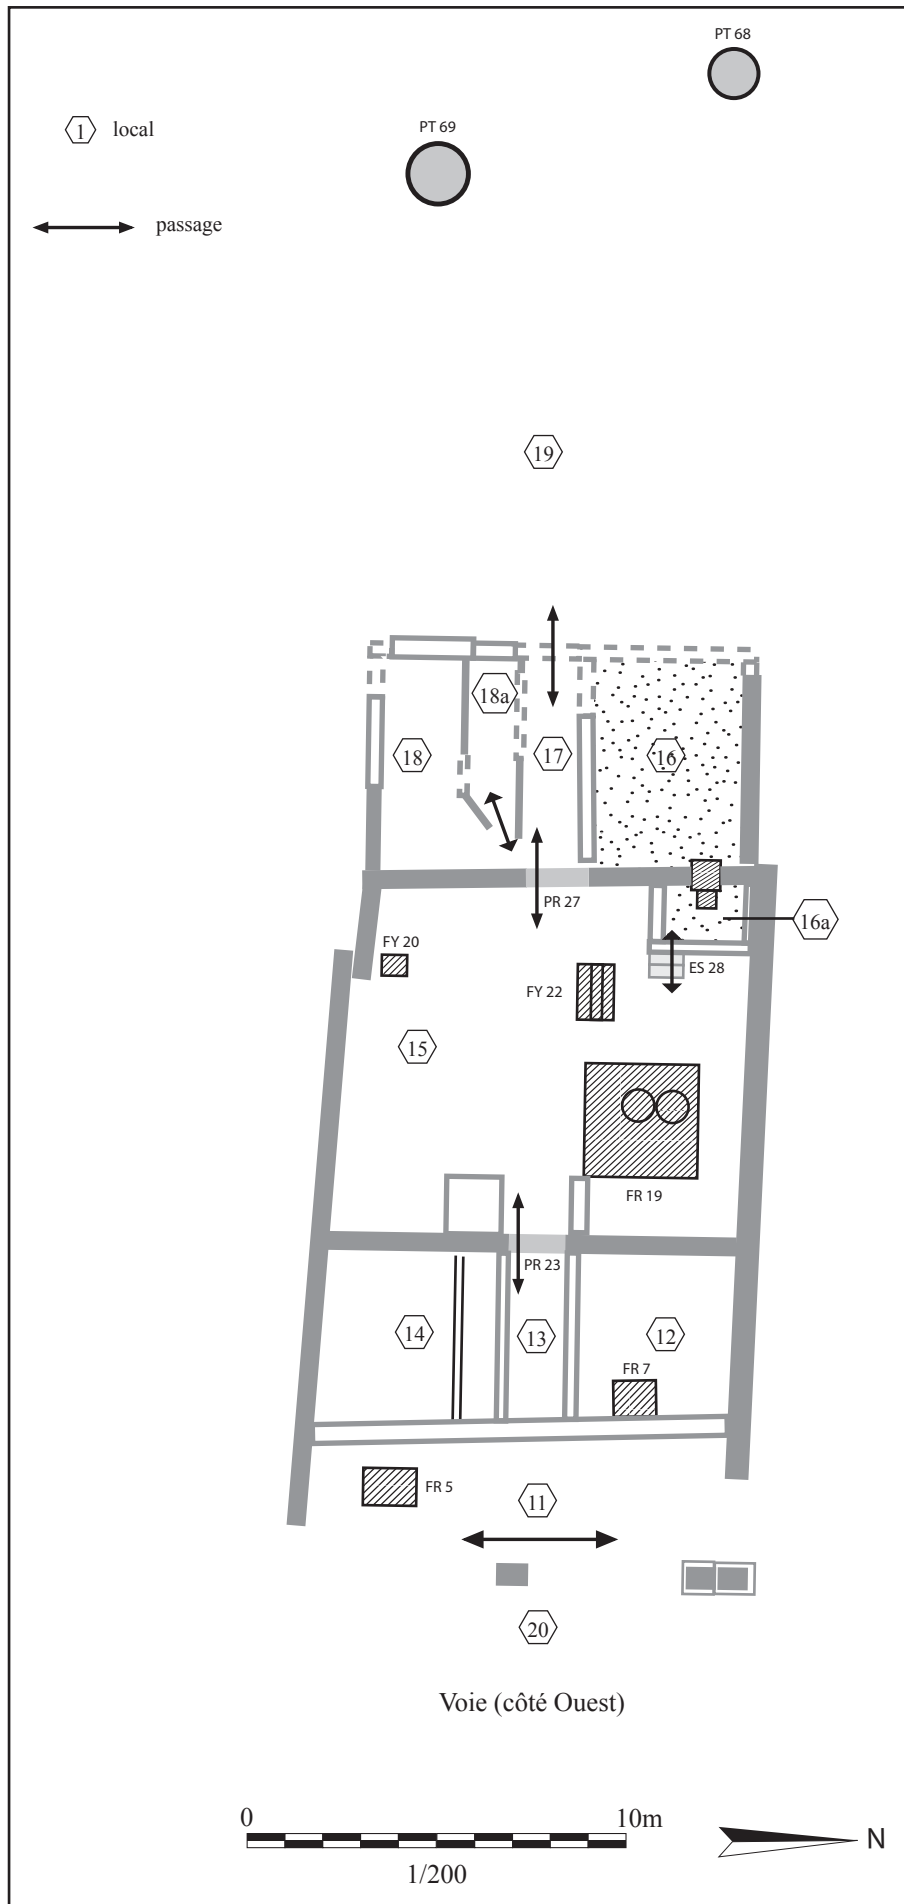 PT 68
PT 69
1 local
passage
19
18a
18
17
16
PR 27
16a
FY 20
ES 28
FY 22
15
FR 19
PR 23
14
13
12
FR 7
FR 5
11
20
Voie (côté Ouest)
0 10m
N
1/200